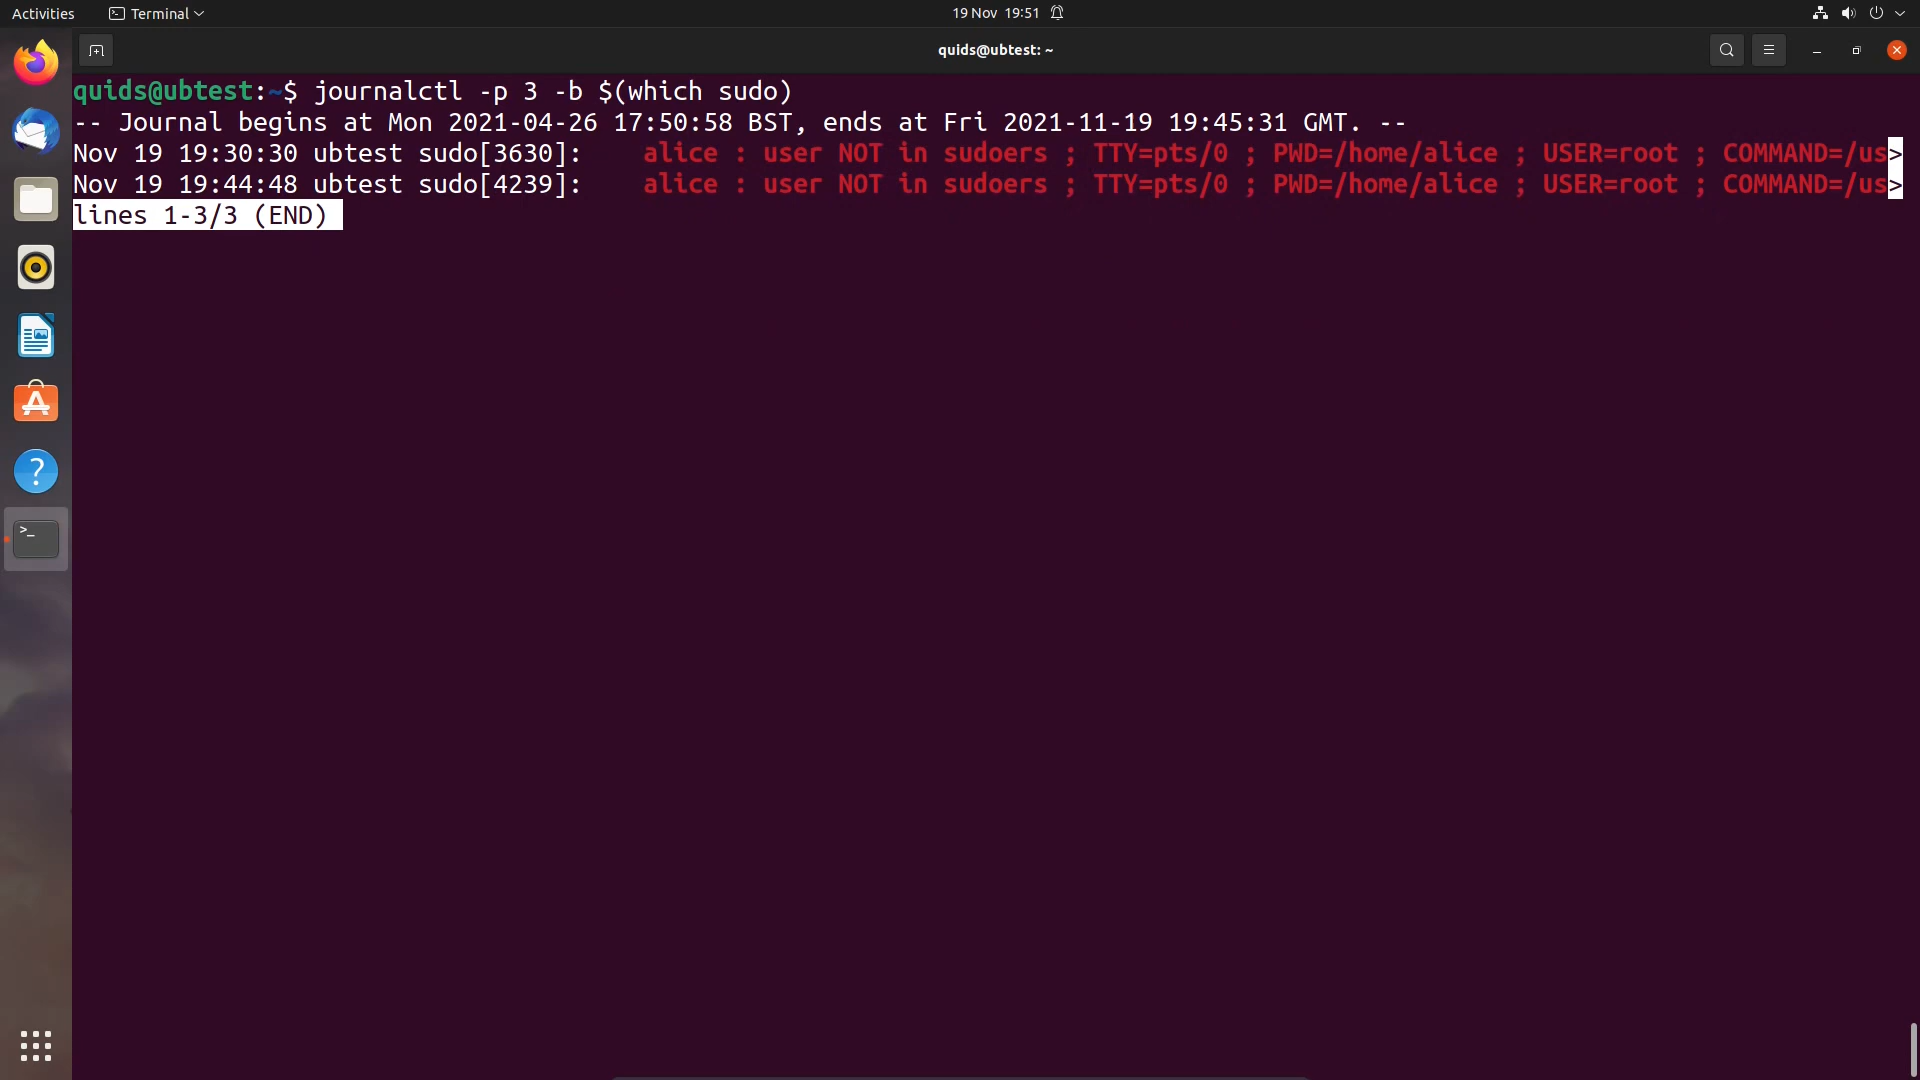 Activities Terminal 19 Nov 19:51
quids@ubtest: ~
quids@ubtest:~$ journalctl -p 3 -b $(which sudo)
-- Journal begins at Mon 2021-04-26 17:50:58 BST, ends at Fri 2021-11-19 19:45:31 GMT. --
Nov 19 19:30:30 ubtest sudo[3630]:    alice : user NOT in sudoers ; TTY=pts/0 ; PWD=/home/alice ; USER=root ; COMMAND=/us>
Nov 19 19:44:48 ubtest sudo[4239]:    alice : user NOT in sudoers ; TTY=pts/0 ; PWD=/home/alice ; USER=root ; COMMAND=/us>
lines 1-3/3 (END)